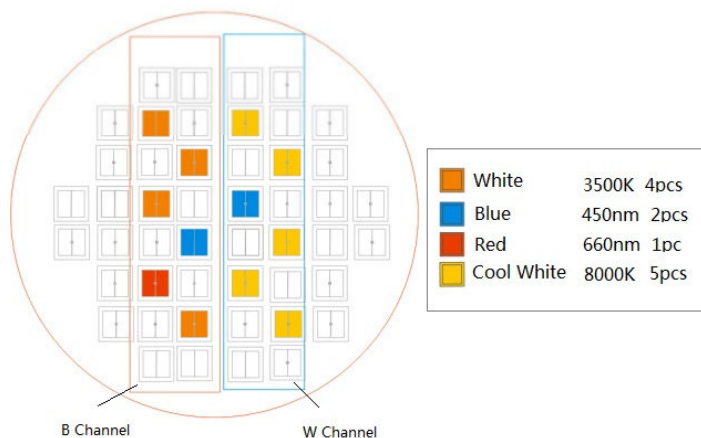 White 3500K 4pcs
Blue 450nm 2pcs
Red 660nm 1pc
Cool White 8000K 5pcs
B Channel
W Channel